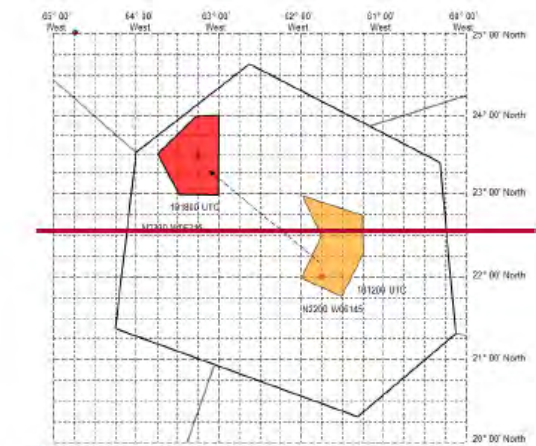 65° 00' 64° 00' 63° 00' 62° 00' 61° 00' 60° 00'
West West West West West West
25° 00' North
24° 00' North
23° 00' North
191800 UTC
22° 00' North
181200 UTC
N2200 W06145
21° 00' North
20° 00' North